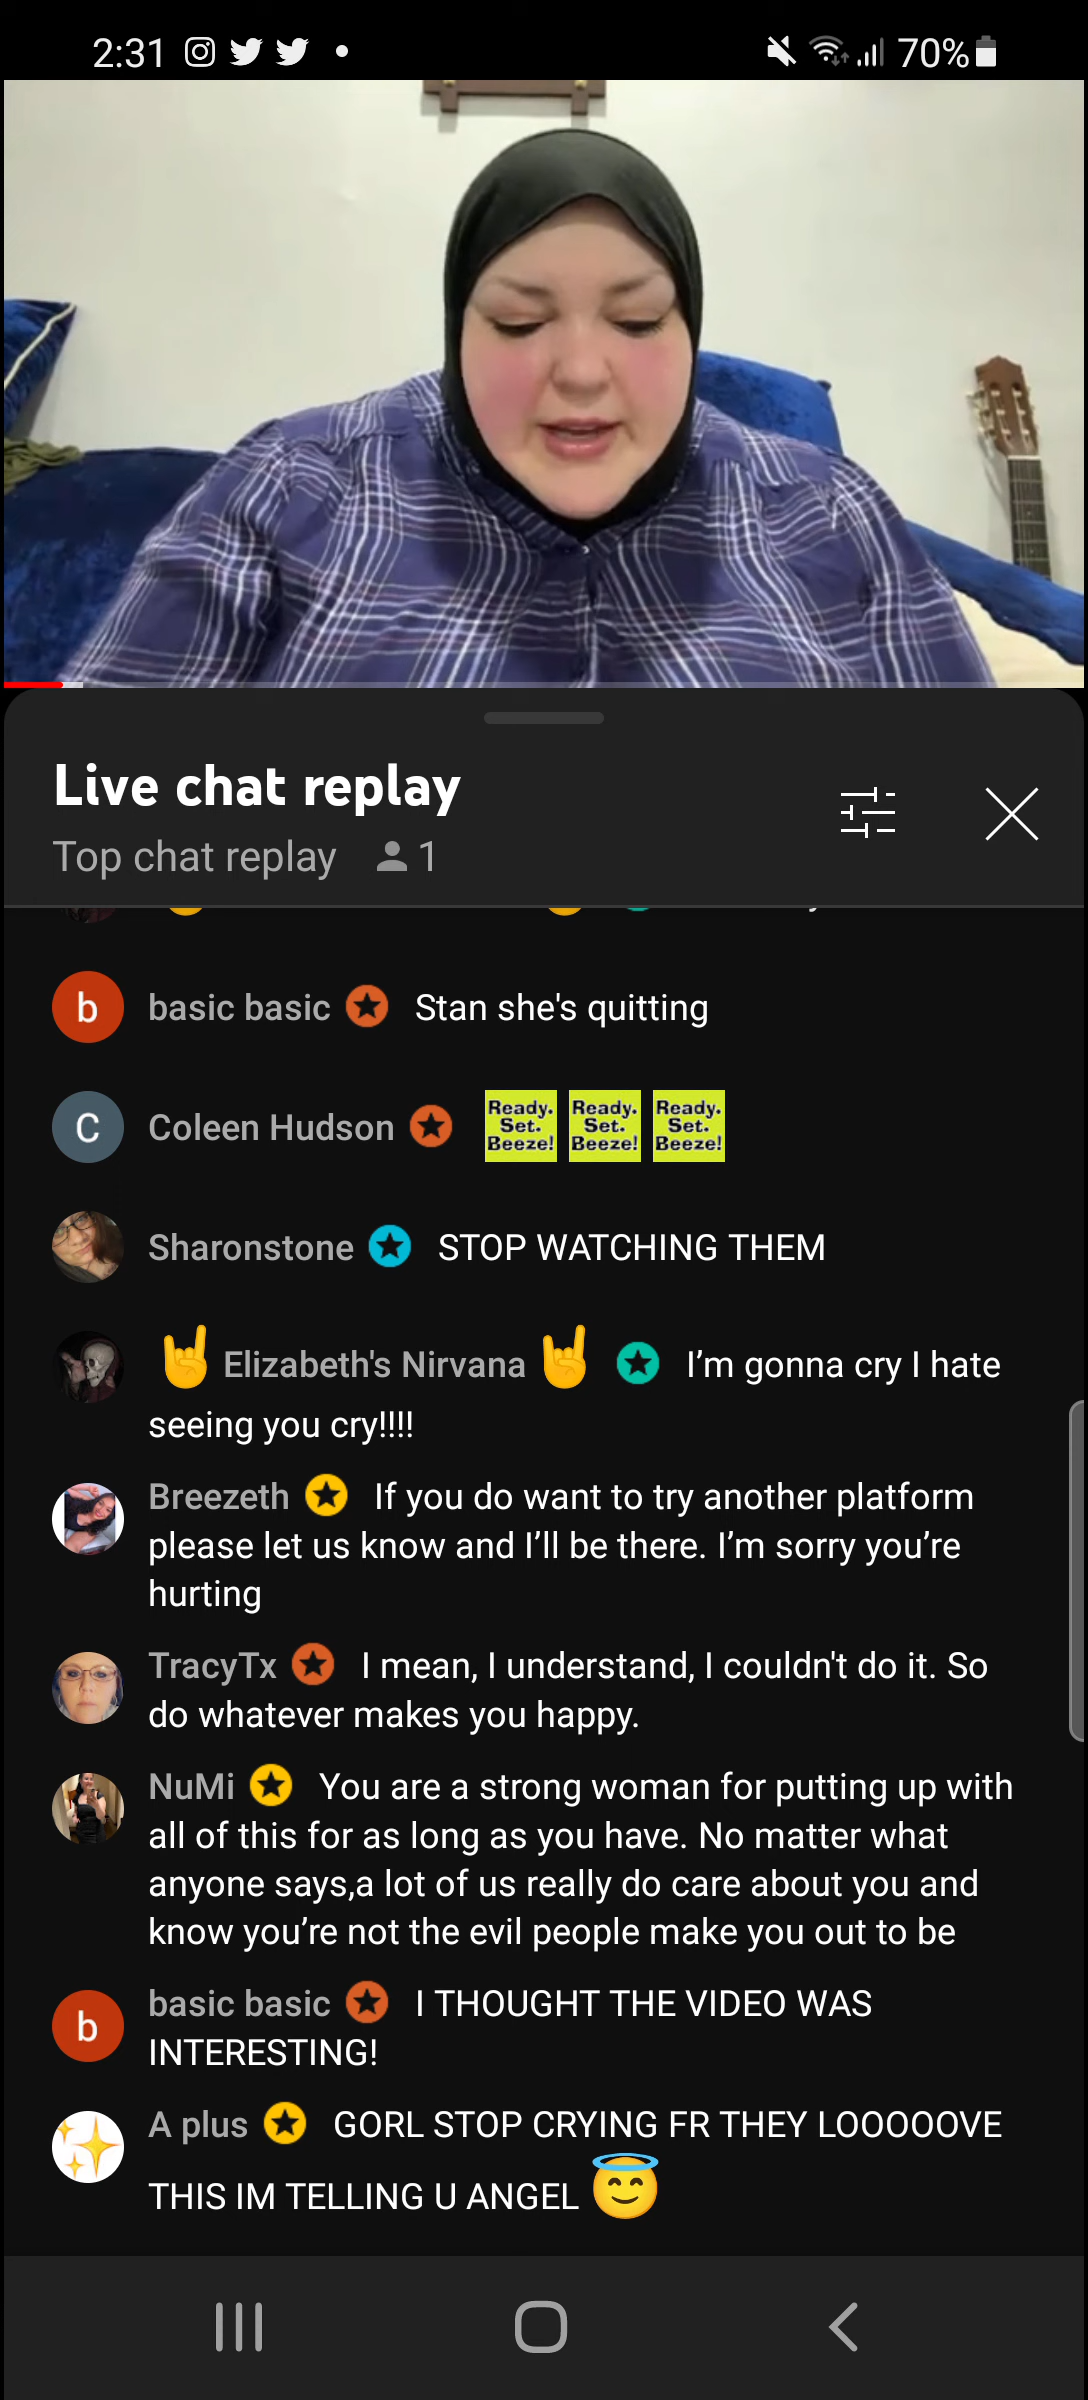 2:31 70%
Live chat replay
Top chat replay 1
b basic basic Stan she's quitting
C Coleen Hudson Ready. Set. Beeze! Ready. Set. Beeze! Ready. Set. Beeze!
Sharonstone STOP WATCHING THEM
🤘Elizabeth's Nirvana🤘 I’m gonna cry I hate
seeing you cry!!!!
Breezeth If you do want to try another platform
please let us know and I’ll be there. I’m sorry you’re
hurting
TracyTx I mean, I understand, I couldn't do it. So
do whatever makes you happy.
NuMi You are a strong woman for putting up with
all of this for as long as you have. No matter what
anyone says,a lot of us really do care about you and
know you’re not the evil people make you out to be
b basic basic I THOUGHT THE VIDEO WAS
INTERESTING!
A plus GORL STOP CRYING FR THEY LOOOOOVE
THIS IM TELLING U ANGEL 😇